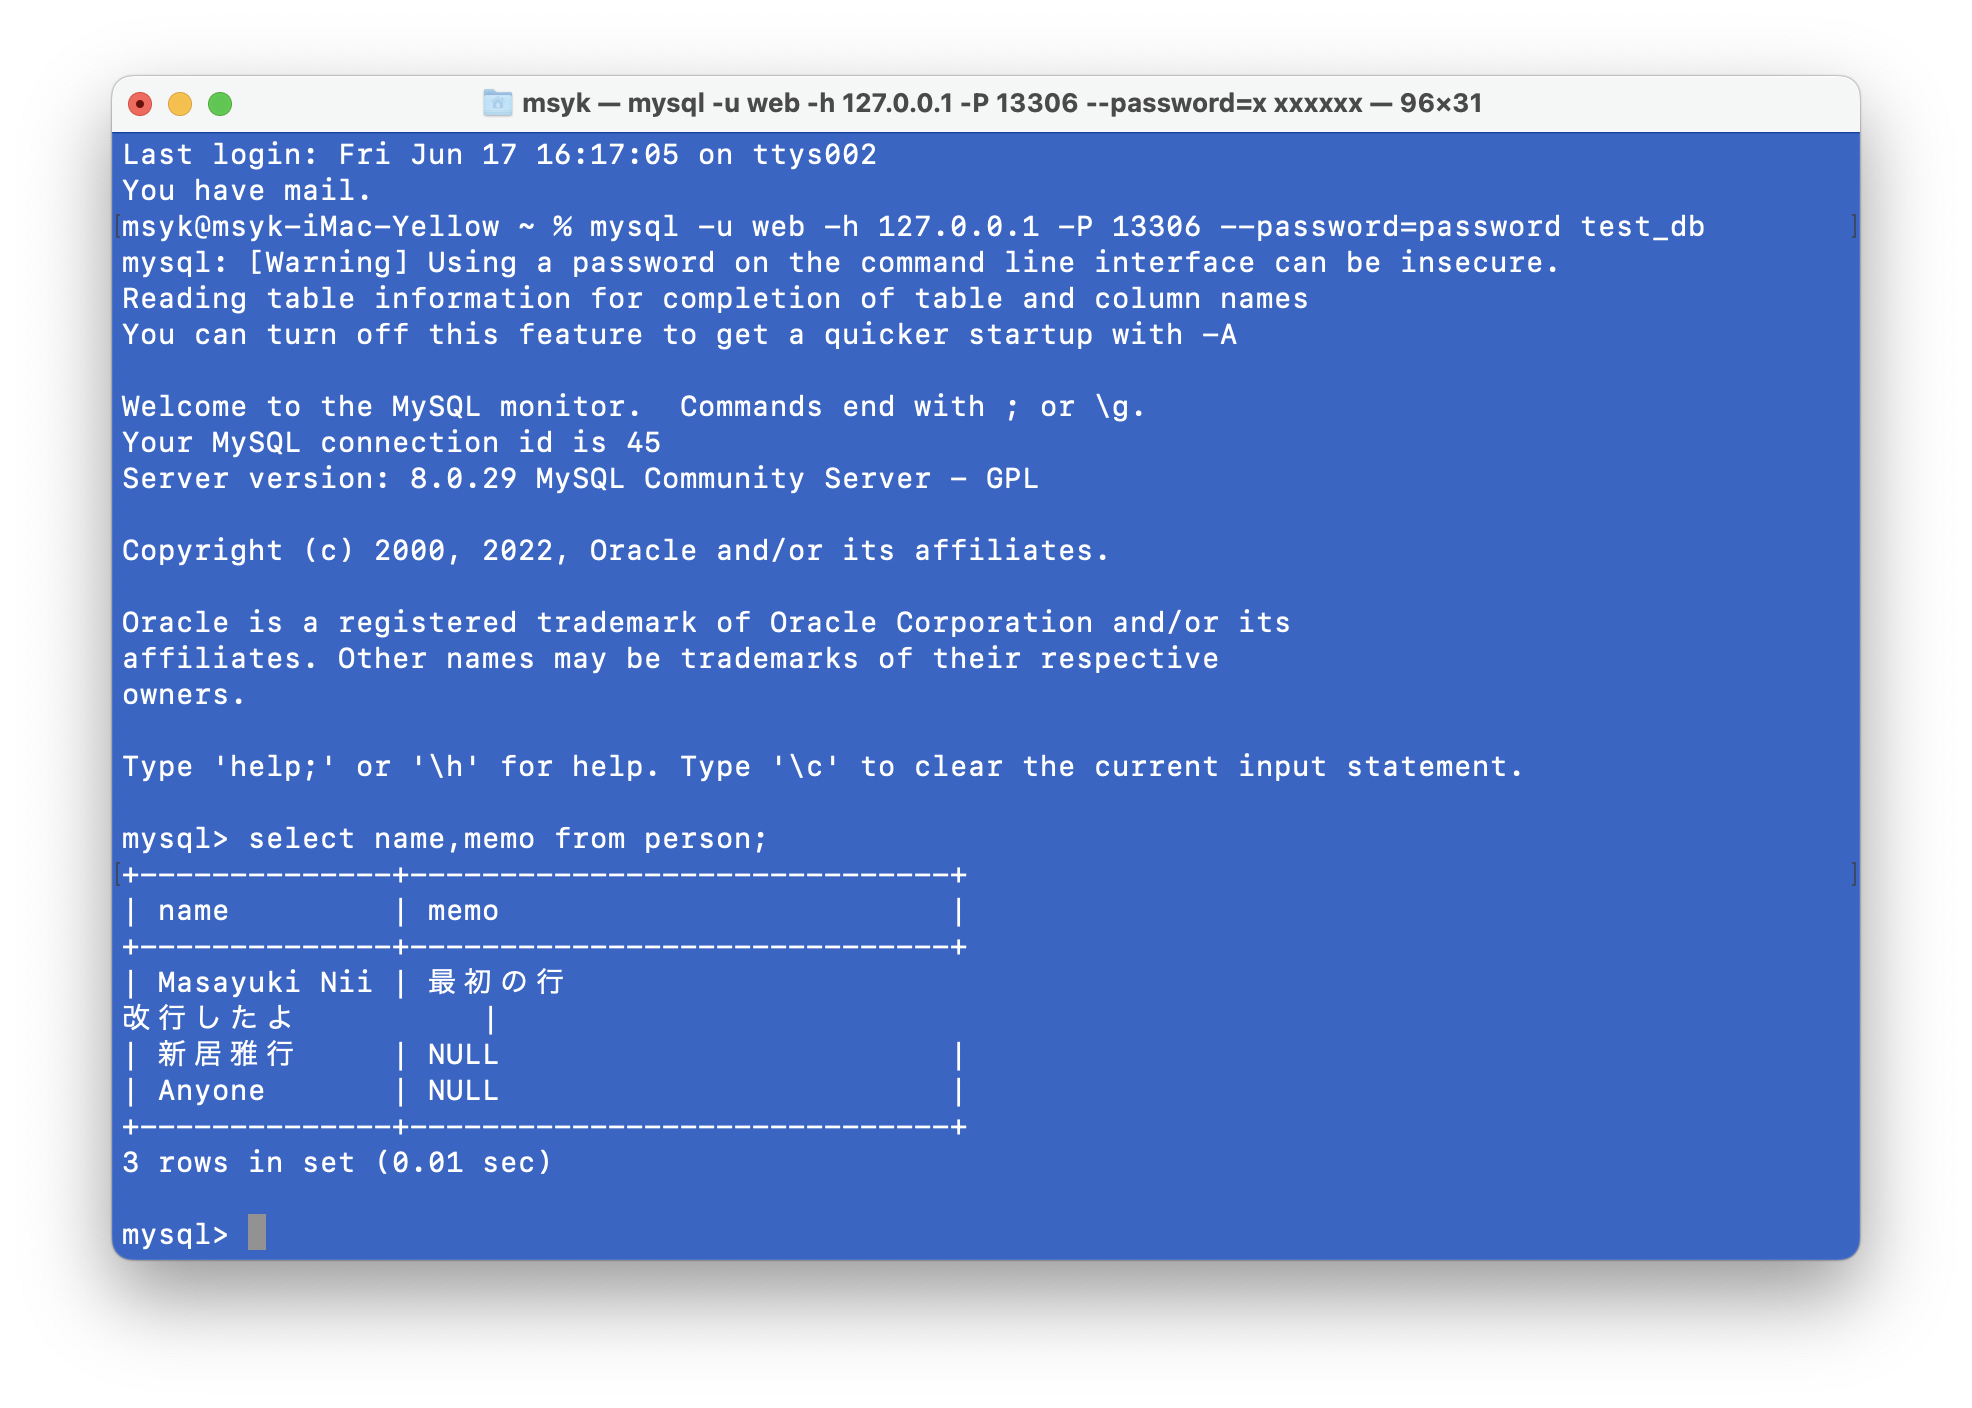 msyk — mysql -u web -h 127.0.0.1 -P 13306 --password=x xxxxxx — 96×31
Last login: Fri Jun 17 16:17:05 on ttys002
You have mail.
[msyk@msyk-iMac-Yellow ~ % mysql -u web -h 127.0.0.1 -P 13306 --password=password test_db ]
mysql: [Warning] Using a password on the command line interface can be insecure.
Reading table information for completion of table and column names
You can turn off this feature to get a quicker startup with -A
Welcome to the MySQL monitor.  Commands end with ; or \g.
Your MySQL connection id is 45
Server version: 8.0.29 MySQL Community Server - GPL
Copyright (c) 2000, 2022, Oracle and/or its affiliates.
Oracle is a registered trademark of Oracle Corporation and/or its
affiliates. Other names may be trademarks of their respective
owners.
Type 'help;' or '\h' for help. Type '\c' to clear the current input statement.
mysql> select name,memo from person;
[+--------------+------------------------------+ ]
| name         | memo                         |
+--------------+------------------------------+
| Masayuki Nii | 最初の行
改行したよ          |
| 新居雅行     | NULL                         |
| Anyone       | NULL                         |
+--------------+------------------------------+
3 rows in set (0.01 sec)
mysql>